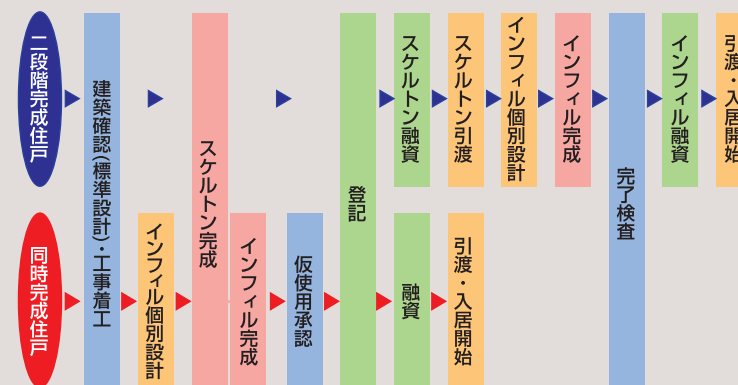 二段階完成住戸
建築確認(標準設計)・工事着工
スケルトン完成
登記
スケルトン融資
スケルトン引渡
インフィル個別設計
インフィル完成
完了検査
インフィル融資
引渡・入居開始
同時完成住戸
インフィル個別設計
インフィル完成
仮使用承認
融資
引渡・入居開始